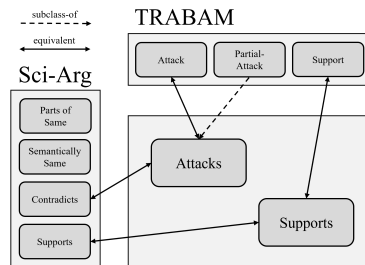 subclass-of
equivalent
TRABAM
Attack
Partial-
Attack
Support
Sci-Arg
Parts of
Same
Semantically
Same
Contradicts
Supports
Attacks
Supports